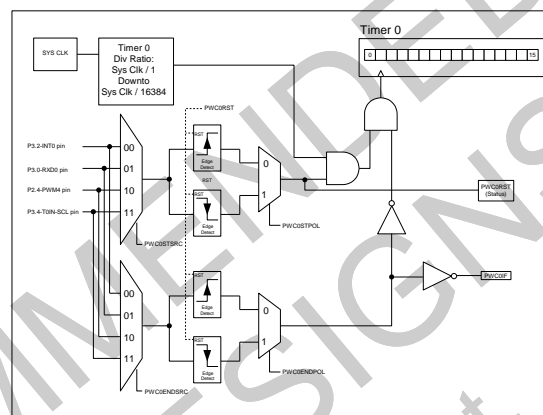 Timer 0
0
15
SYS CLK
Timer 0
Div Ratio:
Sys Clk / 1
Downto
Sys Clk / 16384
PWC0RST
P3.2-INT0 pin
P3.0-RXD0 pin
P2.4-PWM4 pin
P3.4-T0IN-SCL pin
00
01
10
11
RST
Edge
Detect
RST
RST
Edge
Detect
0
1
PWC0STSRC
PWC0STPOL
PWC0RST
(Status)
00
01
10
11
RST
Edge
Detect
RST
Edge
Detect
0
1
PWC0ENDSRC
PWC0ENDPOL
PWC0IF
MMENDED
ESIGNS